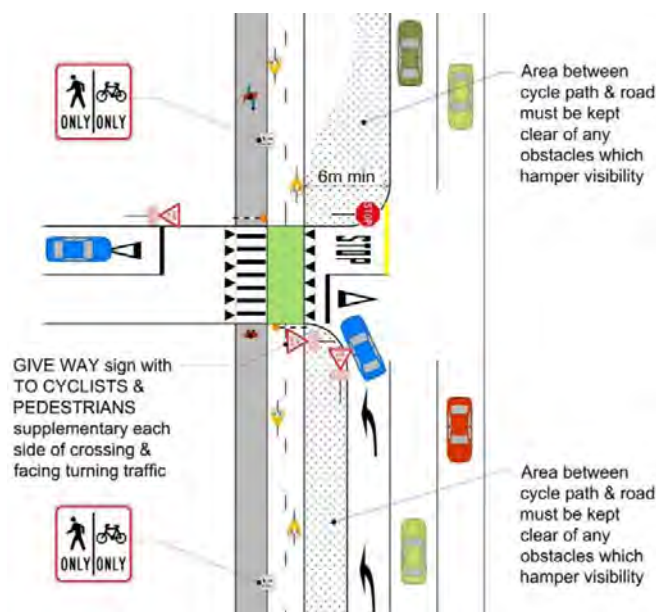 Area between
cycle path & road
must be kept
clear of any
obstacles which
hamper visibility
ONLY ONLY
6m min
STOP
STOP
GIVE WAY sign with
TO CYCLISTS &
PEDESTRIANS
supplementary each
side of crossing &
facing turning traffic
Area between
cycle path & road
must be kept
clear of any
obstacles which
hamper visibility
ONLY ONLY